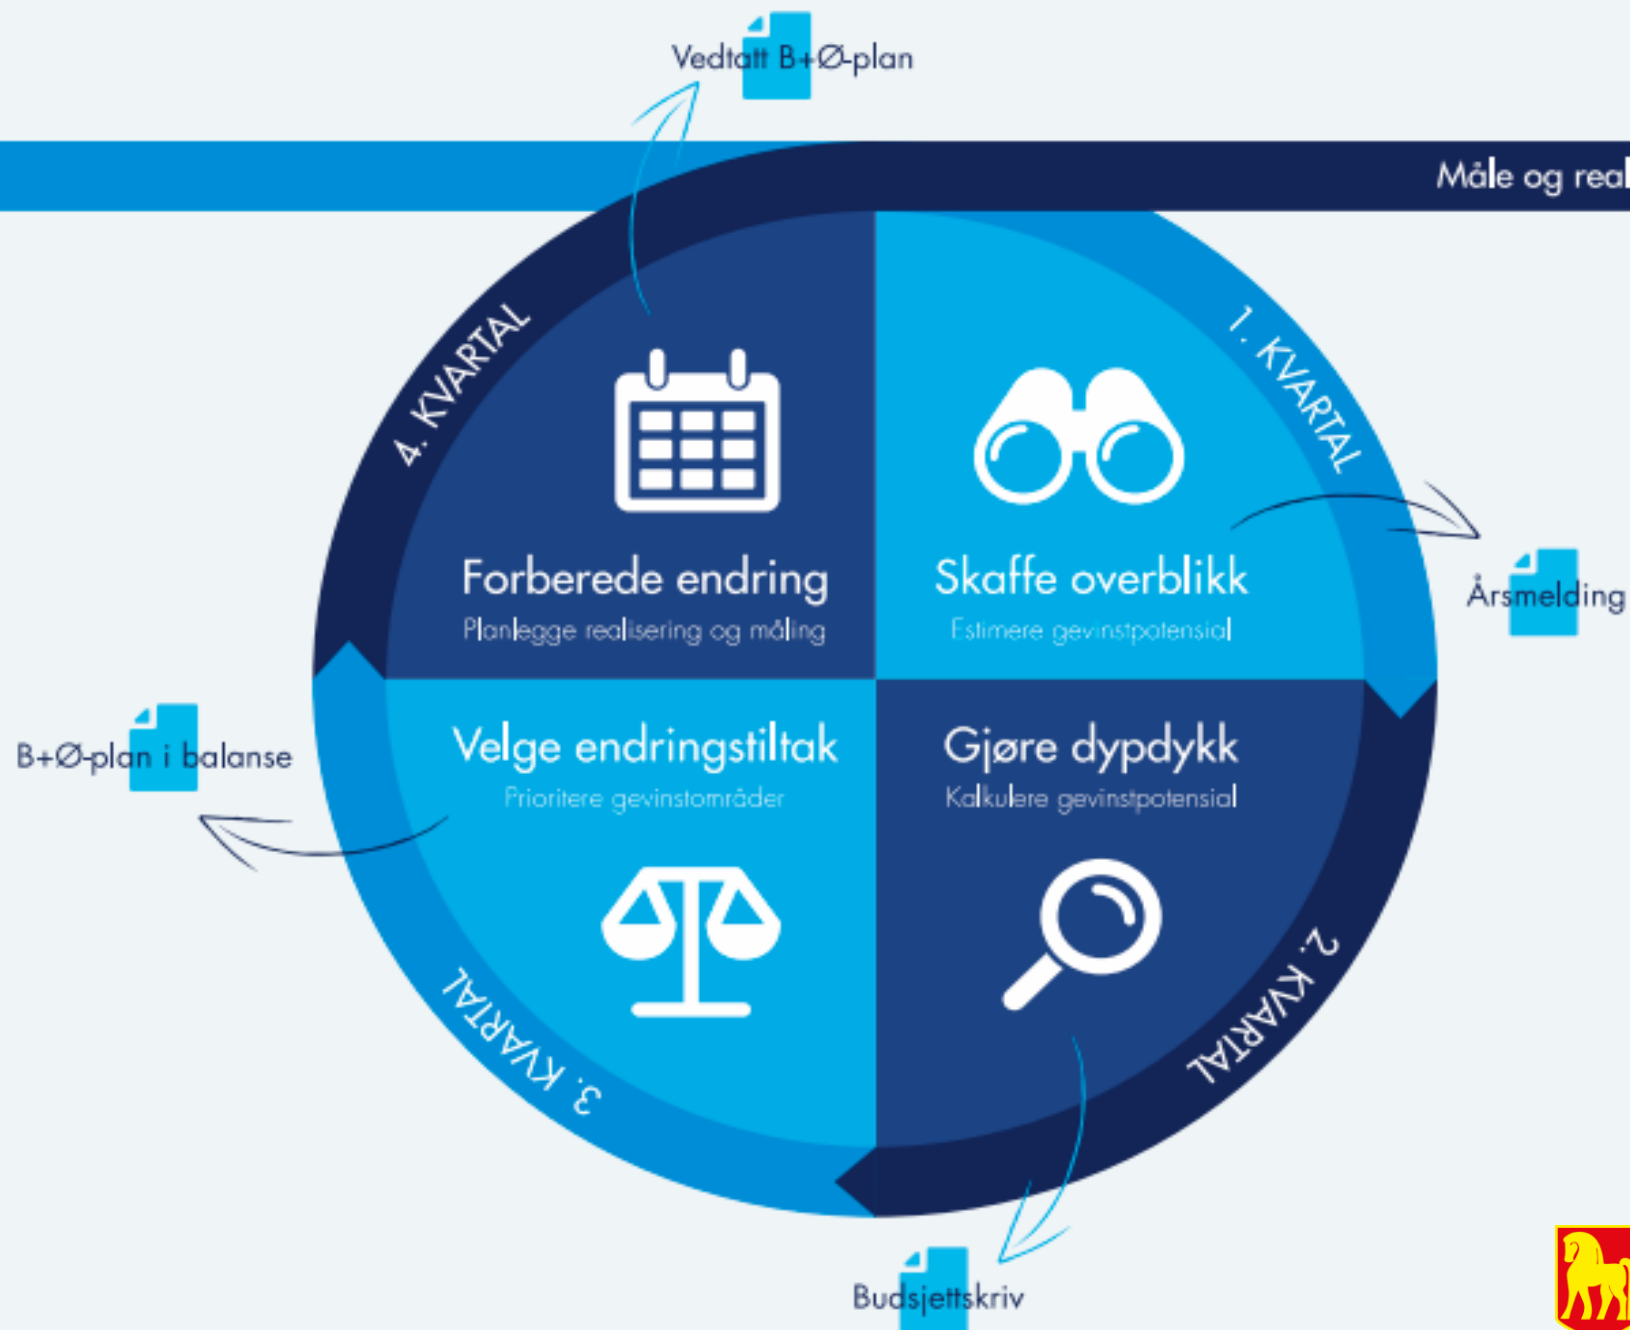 Vedtatt B+Ø-plan
Måle og real
4. KVARTAL
1. KVARTAL
Forberede endring
Planlegge realisering og måling
Skaffe overblikk
Estimere gevinstpotensial
Årsmelding
B+Ø-plan i balanse
Velge endringstiltak
Prioritere gevinstområder
Gjøre dypdykk
Kalkulere gevinstpotensial
3. KVARTAL
2. KVARTAL
Budsjettskriv